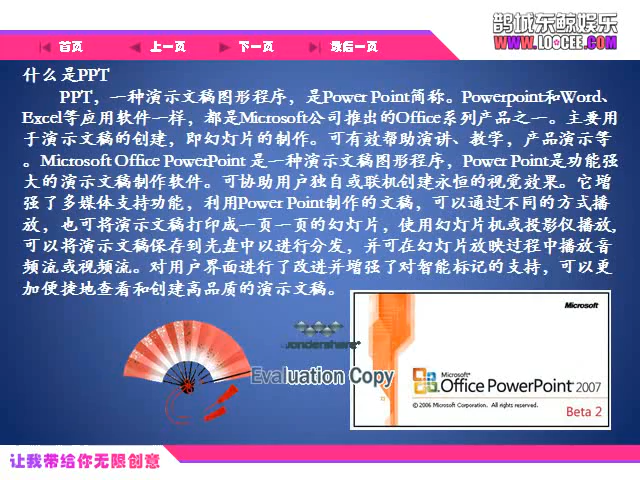 鹊城东鲸娱乐
WWW.LOCEE.COM
首页 上一页 下一页 最后一页
什么是PPT
PPT，一种演示文稿图形程序，是Power Point简称。Powerpoint和Word、
Excel等应用软件一样，都是Microsoft公司推出的Office系列产品之一。主要用
于演示文稿的创建，即幻灯片的制作。可有效帮助演讲、教学，产品演示等
。Microsoft Office PowerPoint 是一种演示文稿图形程序，Power Point是功能强
大的演示文稿制作软件。可协助用户独自或联机创建永恒的视觉效果。它增
强了多媒体支持功能，利用Power Point制作的文稿，可以通过不同的方式播
放，也可将演示文稿打印成一页一页的幻灯片，使用幻灯片机或投影仪播放,
可以将演示文稿保存到光盘中以进行分发，并可在幻灯片放映过程中播放音
频流或视频流。对用户界面进行了改进并增强了对智能标记的支持，可以更
加便捷地查看和创建高品质的演示文稿。
Microsoft
ondershare
Evaluation Copy
Microsoft
Office PowerPoint 2007
© 2006 Microsoft Corporation. All rights reserved.
Beta 2
让我带给你无限创意